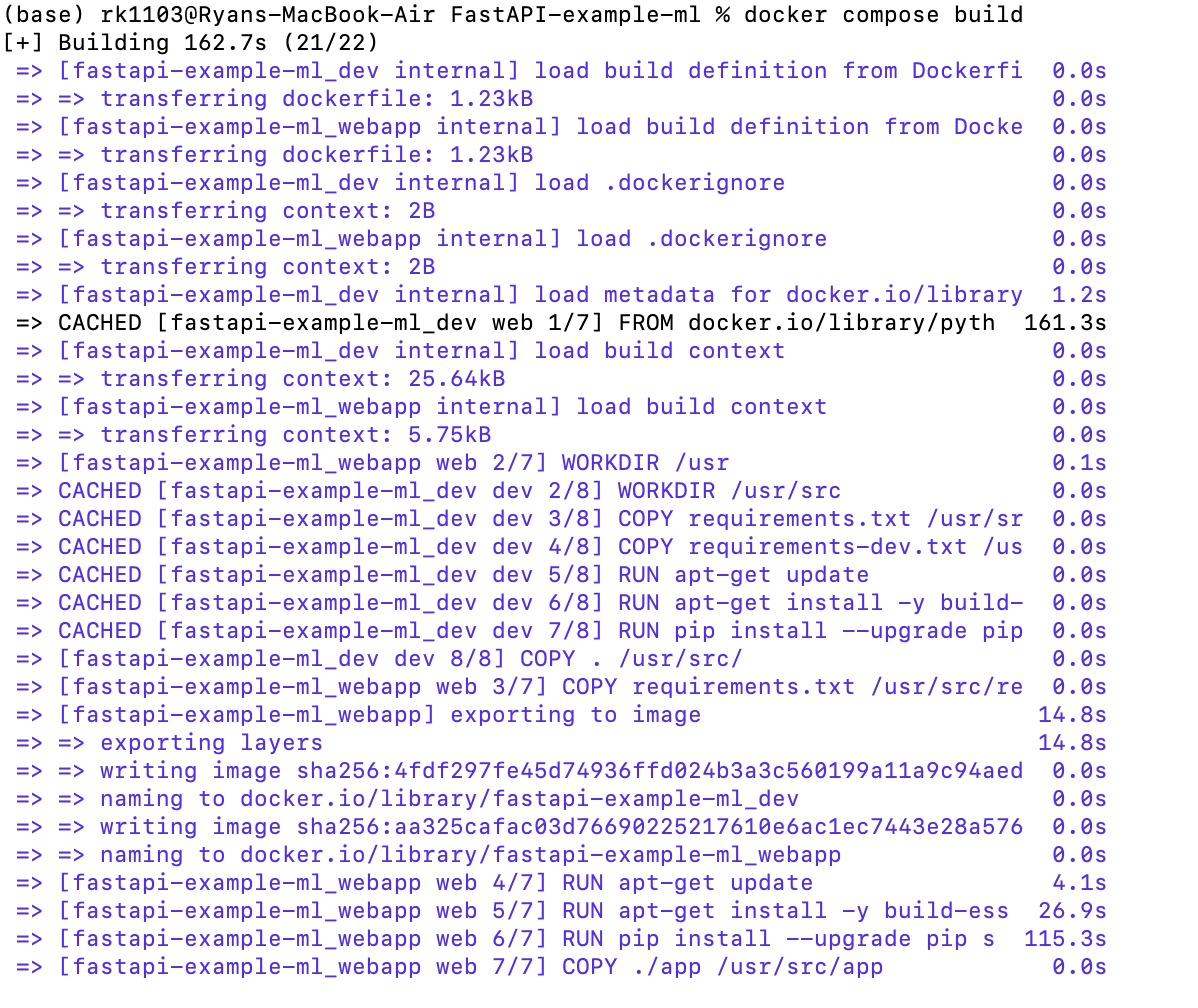 (base) rk1103@Ryans-MacBook-Air FastAPI-example-ml % docker compose build
[+] Building 162.7s (21/22)
=> [fastapi-example-ml_dev internal] load build definition from Dockerfi 0.0s
=> => transferring dockerfile: 1.23kB 0.0s
=> [fastapi-example-ml_webapp internal] load build definition from Docke 0.0s
=> => transferring dockerfile: 1.23kB 0.0s
=> [fastapi-example-ml_dev internal] load .dockerignore 0.0s
=> => transferring context: 2B 0.0s
=> [fastapi-example-ml_webapp internal] load .dockerignore 0.0s
=> => transferring context: 2B 0.0s
=> [fastapi-example-ml_dev internal] load metadata for docker.io/library 1.2s
=> CACHED [fastapi-example-ml_dev web 1/7] FROM docker.io/library/pyth 161.3s
=> [fastapi-example-ml_dev internal] load build context 0.0s
=> => transferring context: 25.64kB 0.0s
=> [fastapi-example-ml_webapp internal] load build context 0.0s
=> => transferring context: 5.75kB 0.0s
=> [fastapi-example-ml_webapp web 2/7] WORKDIR /usr 0.1s
=> CACHED [fastapi-example-ml_dev dev 2/8] WORKDIR /usr/src 0.0s
=> CACHED [fastapi-example-ml_dev dev 3/8] COPY requirements.txt /usr/sr 0.0s
=> CACHED [fastapi-example-ml_dev dev 4/8] COPY requirements-dev.txt /us 0.0s
=> CACHED [fastapi-example-ml_dev dev 5/8] RUN apt-get update 0.0s
=> CACHED [fastapi-example-ml_dev dev 6/8] RUN apt-get install -y build- 0.0s
=> CACHED [fastapi-example-ml_dev dev 7/8] RUN pip install --upgrade pip 0.0s
=> [fastapi-example-ml_dev dev 8/8] COPY . /usr/src/ 0.0s
=> [fastapi-example-ml_webapp web 3/7] COPY requirements.txt /usr/src/re 0.0s
=> [fastapi-example-ml_webapp] exporting to image 14.8s
=> => exporting layers 14.8s
=> => writing image sha256:4fdf297fe45d74936ffd024b3a3c560199a11a9c94aed 0.0s
=> => naming to docker.io/library/fastapi-example-ml_dev 0.0s
=> => writing image sha256:aa325cafac03d76690225217610e6ac1ec7443e28a576 0.0s
=> => naming to docker.io/library/fastapi-example-ml_webapp 0.0s
=> [fastapi-example-ml_webapp web 4/7] RUN apt-get update 4.1s
=> [fastapi-example-ml_webapp web 5/7] RUN apt-get install -y build-ess 26.9s
=> [fastapi-example-ml_webapp web 6/7] RUN pip install --upgrade pip s 115.3s
=> [fastapi-example-ml_webapp web 7/7] COPY ./app /usr/src/app 0.0s